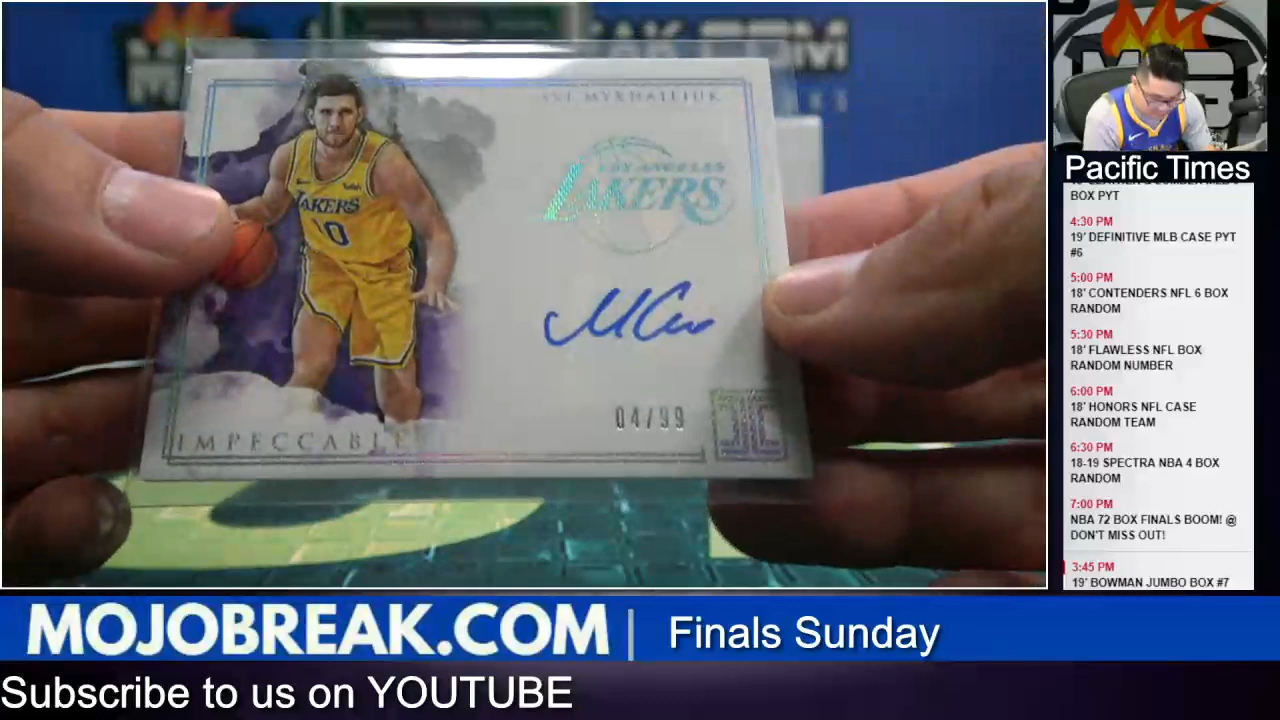 SVI MYKHAILIUK
LOS ANGELES
LAKERS
LAKERS
10
04/99
IMPECCABLE
Pacific Times
BOX PYT
4:30 PM
19' DEFINITIVE MLB CASE PYT
#6
5:00 PM
18' CONTENDERS NFL 6 BOX
RANDOM
5:30 PM
18' FLAWLESS NFL BOX
RANDOM NUMBER
6:00 PM
18' HONORS NFL CASE
RANDOM TEAM
6:30 PM
18-19 SPECTRA NBA 4 BOX
RANDOM
7:00 PM
NBA 72 BOX FINALS BOOM! @
DON'T MISS OUT!
3:45 PM
19' BOWMAN JUMBO BOX #7
MOJOBREAK.COM | Finals Sunday
Subscribe to us on YOUTUBE